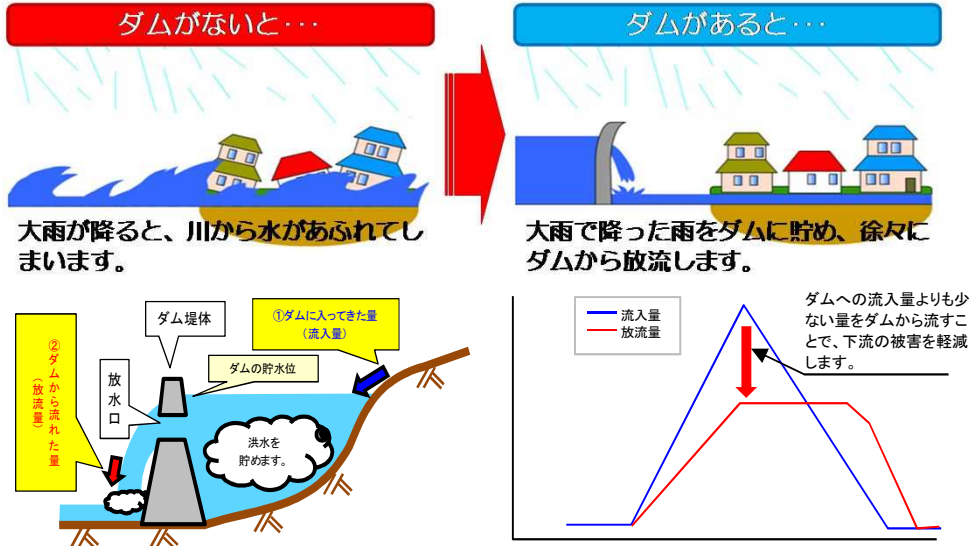 ダムがないと・・・
ダムがあると・・・
大雨が降ると、川から水があふれてし
まいます。
大雨で降った雨をダムに貯め、徐々に
ダムから放流します。
②ダムから流れた量
（放流量）
放水口
ダム堤体
①ダムに入ってきた量
（流入量）
ダムの貯水位
洪水を
貯めます。
流入量
放流量
ダムへの流入量よりも少
ない量をダムから流すこ
とで、下流の被害を軽減
します。